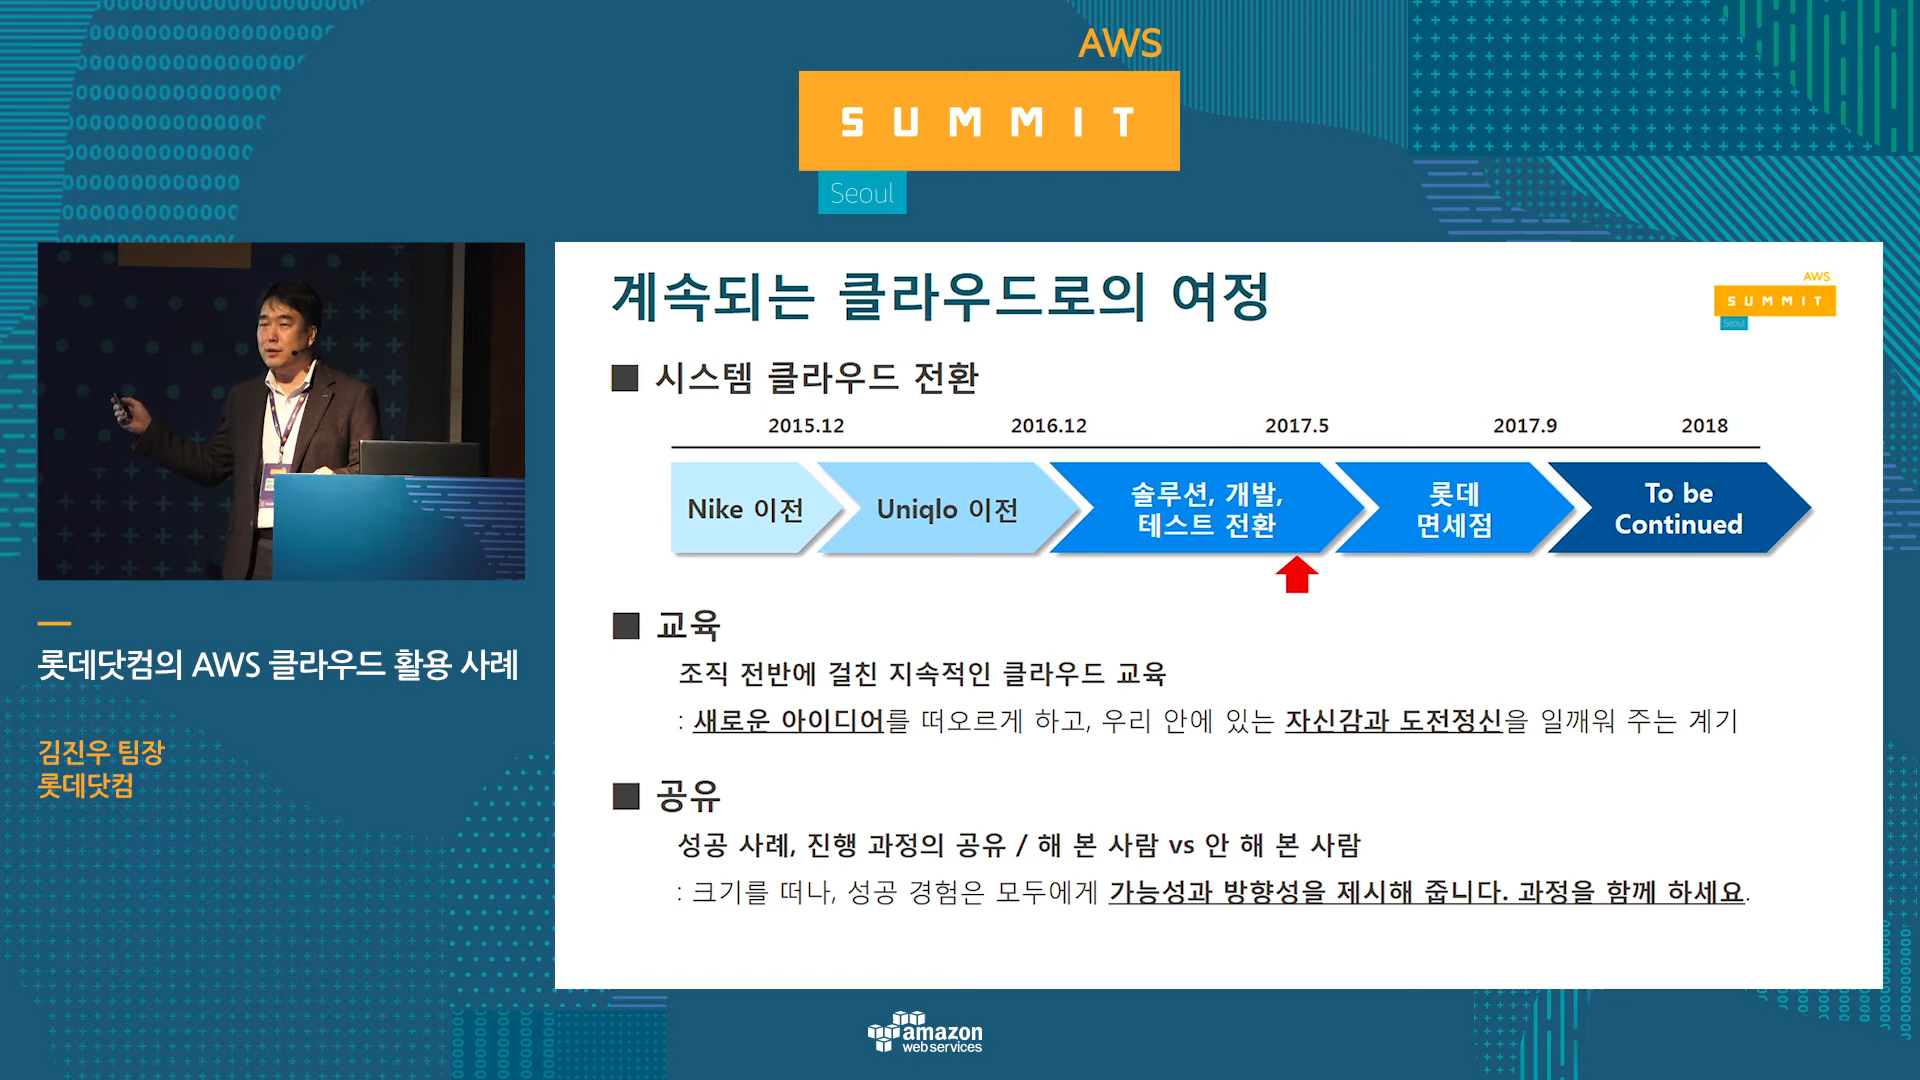 AWS
SUMMIT
Seoul
계속되는 클라우드로의 여정
AWS
SUMMIT
Seoul
■ 시스템 클라우드 전환
2015.12 2016.12 2017.5 2017.9 2018
Nike 이전
Uniqlo 이전
솔루션, 개발,
테스트 전환
롯데
면세점
To be
Continued
■ 교육
조직 전반에 걸친 지속적인 클라우드 교육
: 새로운 아이디어를 떠오르게 하고, 우리 안에 있는 자신감과 도전정신을 일깨워 주는 계기
■ 공유
성공 사례, 진행 과정의 공유 / 해 본 사람 vs 안 해 본 사람
: 크기를 떠나, 성공 경험은 모두에게 가능성과 방향성을 제시해 줍니다. 과정을 함께 하세요.
롯데닷컴의 AWS 클라우드 활용 사례
김진우 팀장
롯데닷컴
amazon
web services